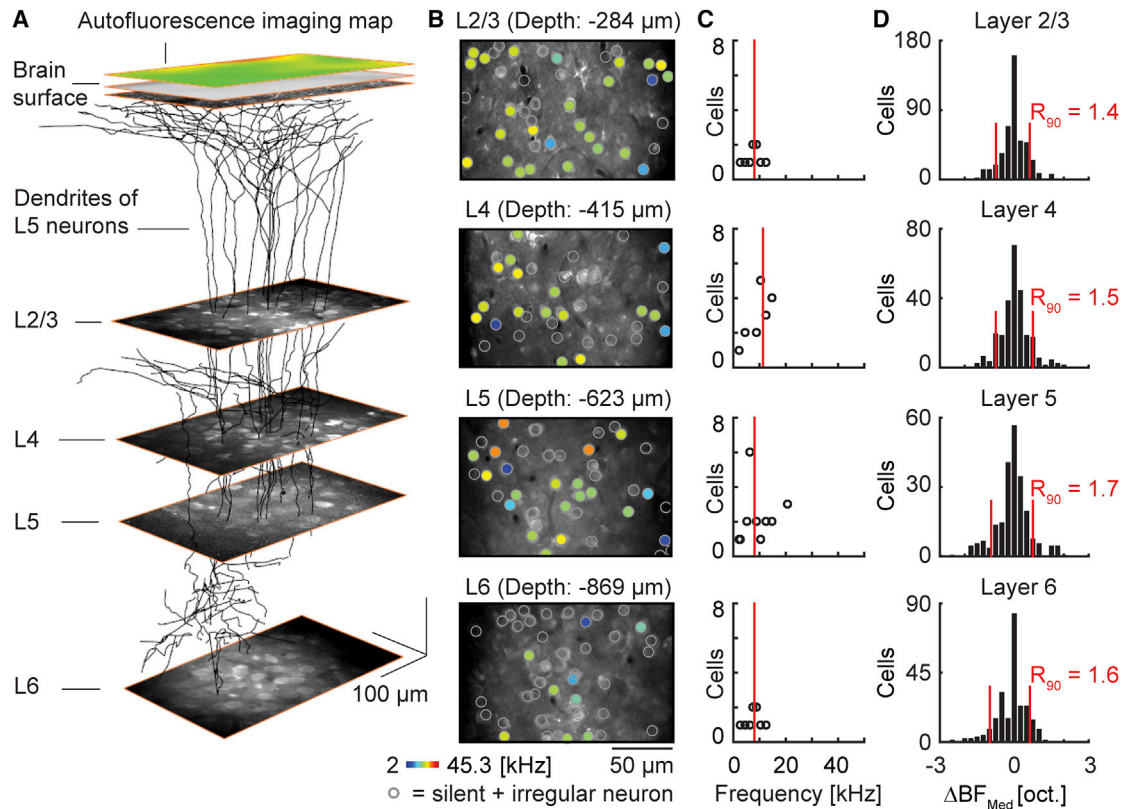 A
Autofluorescence imaging map
Brain
surface
Dendrites of
L5 neurons
L2/3
L4
L5
L6
100 µm
B
L2/3 (Depth: -284 µm)
L4 (Depth: -415 µm)
L5 (Depth: -623 µm)
L6 (Depth: -869 µm)
2 45.3 [kHz]
50 µm
= silent + irregular neuron
C
8
Cells
0
8
Cells
0
8
Cells
0
8
Cells
0
0 20 40
Frequency [kHz]
D
Layer 2/3
180
90
0
Cells
R90 = 1.4
Layer 4
80
40
0
Cells
R90 = 1.5
Layer 5
60
30
0
Cells
R90 = 1.7
Layer 6
90
45
0
Cells
R90 = 1.6
-3 0 3
ΔBFMed [oct.]